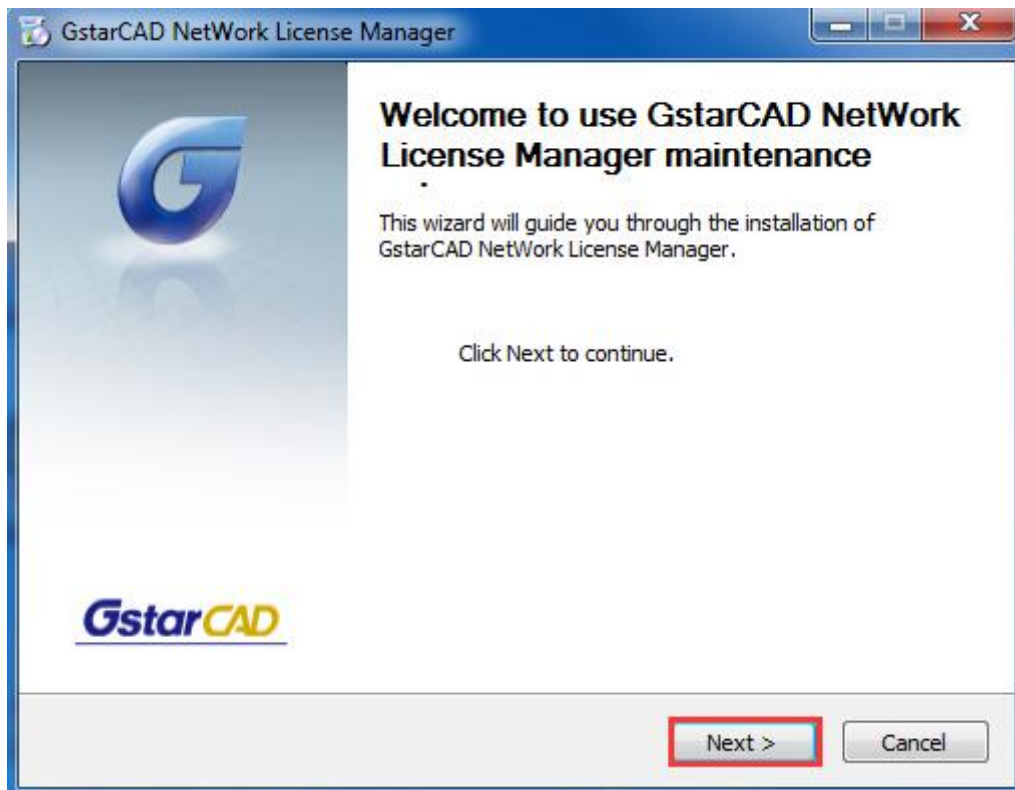 GstarCAD NetWork License Manager
Welcome to use GstarCAD NetWork
License Manager maintenance
This wizard will guide you through the installation of
GstarCAD NetWork License Manager.
Click Next to continue.
GstarCAD
Next >
Cancel